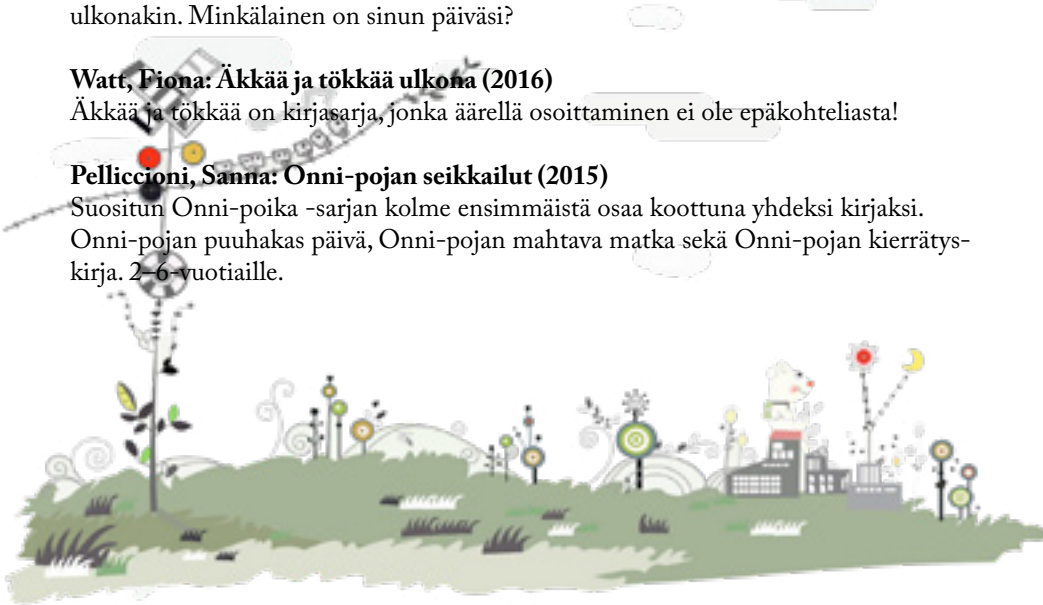 ulkonakin. Minkälainen on sinun päiväsi?
Watt, Fiona: Äkkää ja tökkää ulkona (2016)
Äkkää ja tökkää on kirjasarja, jonka äärellä osoittaminen ei ole epäkohteliasta!
Pelliccioni, Sanna: Onni-pojan seikkailut (2015)
Suositun Onni-poika -sarjan kolme ensimmäistä osaa koottuna yhdeksi kirjaksi.
Onni-pojan puuhakas päivä, Onni-pojan mahtava matka sekä Onni-pojan kierrätys-
kirja. 2–6-vuotiaille.